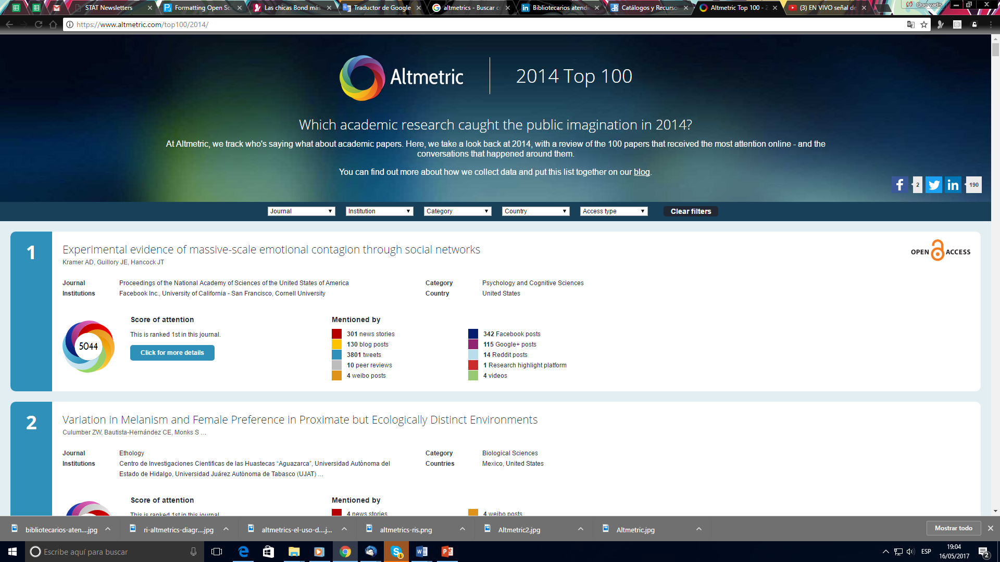 STAT Newsletters
Formatting Open Sci
Las chicas Bond más
Traductor de Google
altmetrics - Buscar co
Bibliotecarios atendi
Catálogos y Recurso
Altmetric Top 100 - 2
(3) EN VIVO señal de
Quo vadis
https://www.altmetric.com/top100/2014/
Altmetric
2014 Top 100
Which academic research caught the public imagination in 2014?
At Altmetric, we track who's saying what about academic papers. Here, we take a look back at 2014, with a review of the 100 papers that received the most attention online - and the
conversations that happened around them.
You can find out more about how we collect data and put this list together on our blog.
2
190
Journal Institution Category Country Access type Clear filters
1
Experimental evidence of massive-scale emotional contagion through social networks
Kramer AD, Guillory JE, Hancock JT
OPEN ACCESS
Journal Proceedings of the National Academy of Sciences of the United States of America Category Psychology and Cognitive Sciences
Institutions Facebook Inc., University of California - San Francisco, Cornell University Country United States
Score of attention
This is ranked 1st in this journal.
5044
Click for more details
Mentioned by
301 news stories 342 Facebook posts
130 blog posts 115 Google+ posts
3801 tweets 14 Reddit posts
10 peer reviews 1 Research highlight platform
4 weibo posts 4 videos
2
Variation in Melanism and Female Preference in Proximate but Ecologically Distinct Environments
Culumber ZW, Bautista-Hernández CE, Monks S ...
Journal Ethology Category Biological Sciences
Institutions Centro de Investigaciones Cientificas de las Huastecas “Aguazarca”, Universidad Autónoma del Countries Mexico, United States
Estado de Hidalgo, Universidad Juárez Autónoma de Tabasco (UJAT) ...
Score of attention Mentioned by
This is ranked 1st in this journal.
4 news stories 4 weibo posts
bibliotecarios-aten....jpg
ri-altmetrics-diagr....jpg
altmetrics-el-uso-d....j...
altmetrics-ris.png
Altmetric2.jpg
Altmetric.jpg
Mostrar todo
Escribe aquí para buscar
1
ESP
19:04
16/05/2017
2